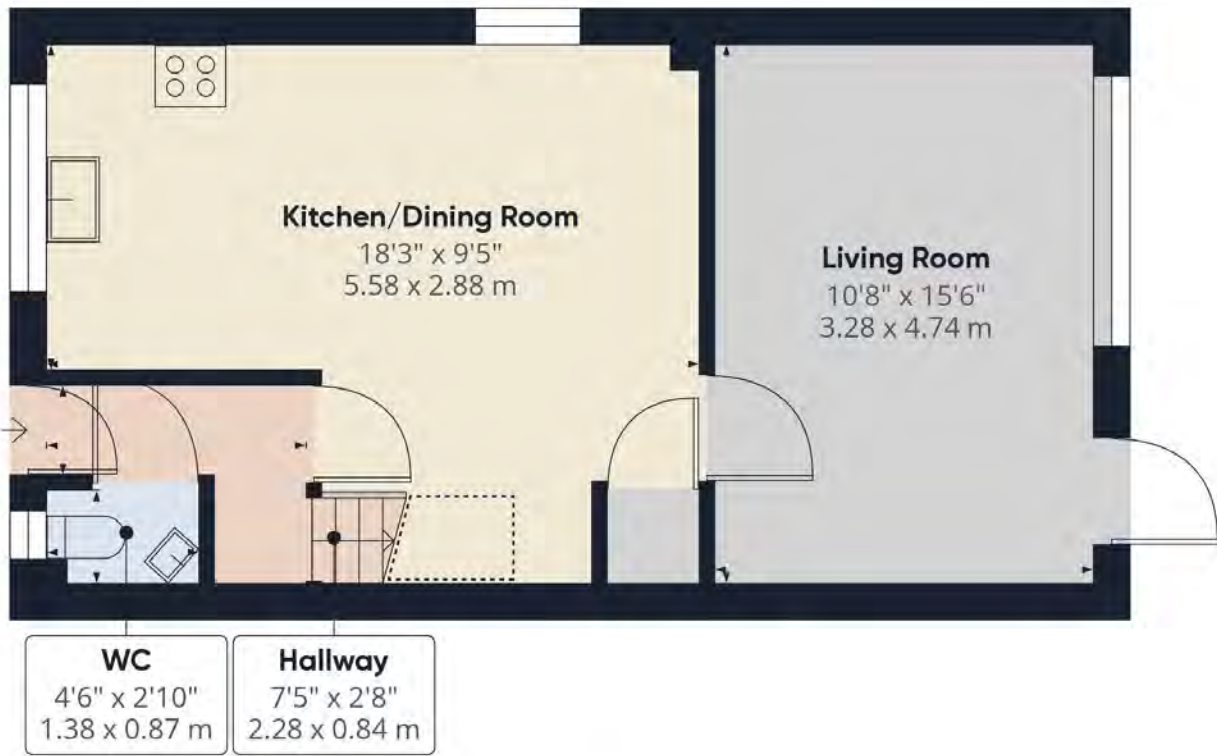 Kitchen/Dining Room
18'3" x 9'5"
5.58 x 2.88 m
Living Room
10'8" x 15'6"
3.28 x 4.74 m
WC
4'6" x 2'10"
1.38 x 0.87 m
Hallway
7'5" x 2'8"
2.28 x 0.84 m